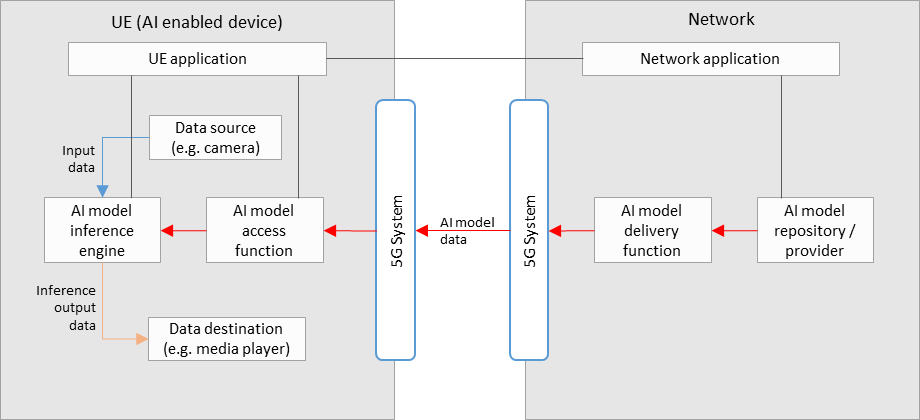 UE (AI enabled device)
Network
UE application
Network application
Data source
(e.g. camera)
Input
data
AI model
inference
engine
AI model
access
function
5G System
AI model
data
5G System
AI model
delivery
function
AI model
repository /
provider
Inference
output
data
Data destination
(e.g. media player)